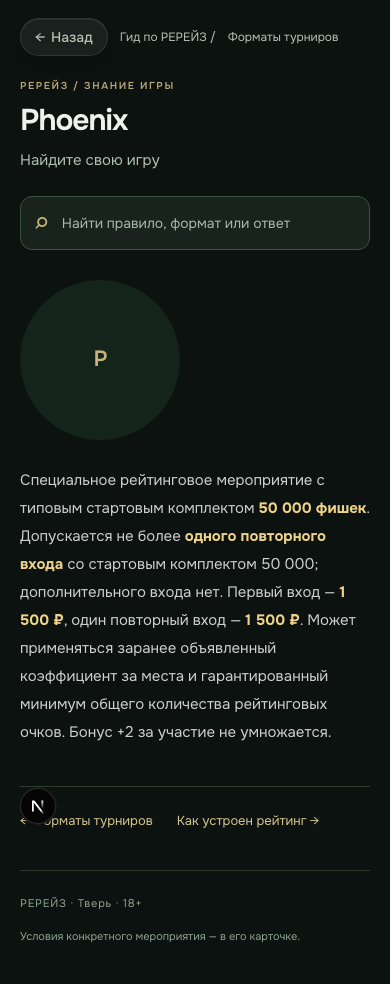 ← Назад Гид по РЕРЕЙЗ / Форматы турниров
РЕРЕЙЗ / ЗНАНИЕ ИГРЫ
Phoenix
Найдите свою игру
Найти правило, формат или ответ
P
Специальное рейтинговое мероприятие с
типовым стартовым комплектом 50 000 фишек.
Допускается не более одного повторного
входа со стартовым комплектом 50 000;
дополнительного входа нет. Первый вход — 1
500 ₽, один повторный вход — 1 500 ₽. Может
применяться заранее объявленный
коэффициент за места и гарантированный
минимум общего количества рейтинговых
очков. Бонус +2 за участие не умножается.
N
← орматы турниров Как устроен рейтинг →
РЕРЕЙЗ · Тверь · 18+
Условия конкретного мероприятия — в его карточке.